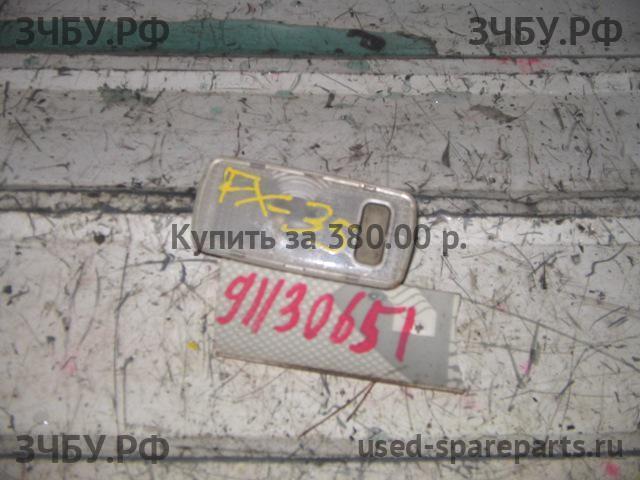 ЗЧБУ.РФ
ЗЧБУ.РФ
FX-35
Купить за 380.00 р.
91130651
ЗЧБУ.РФ
used-spareparts.ru